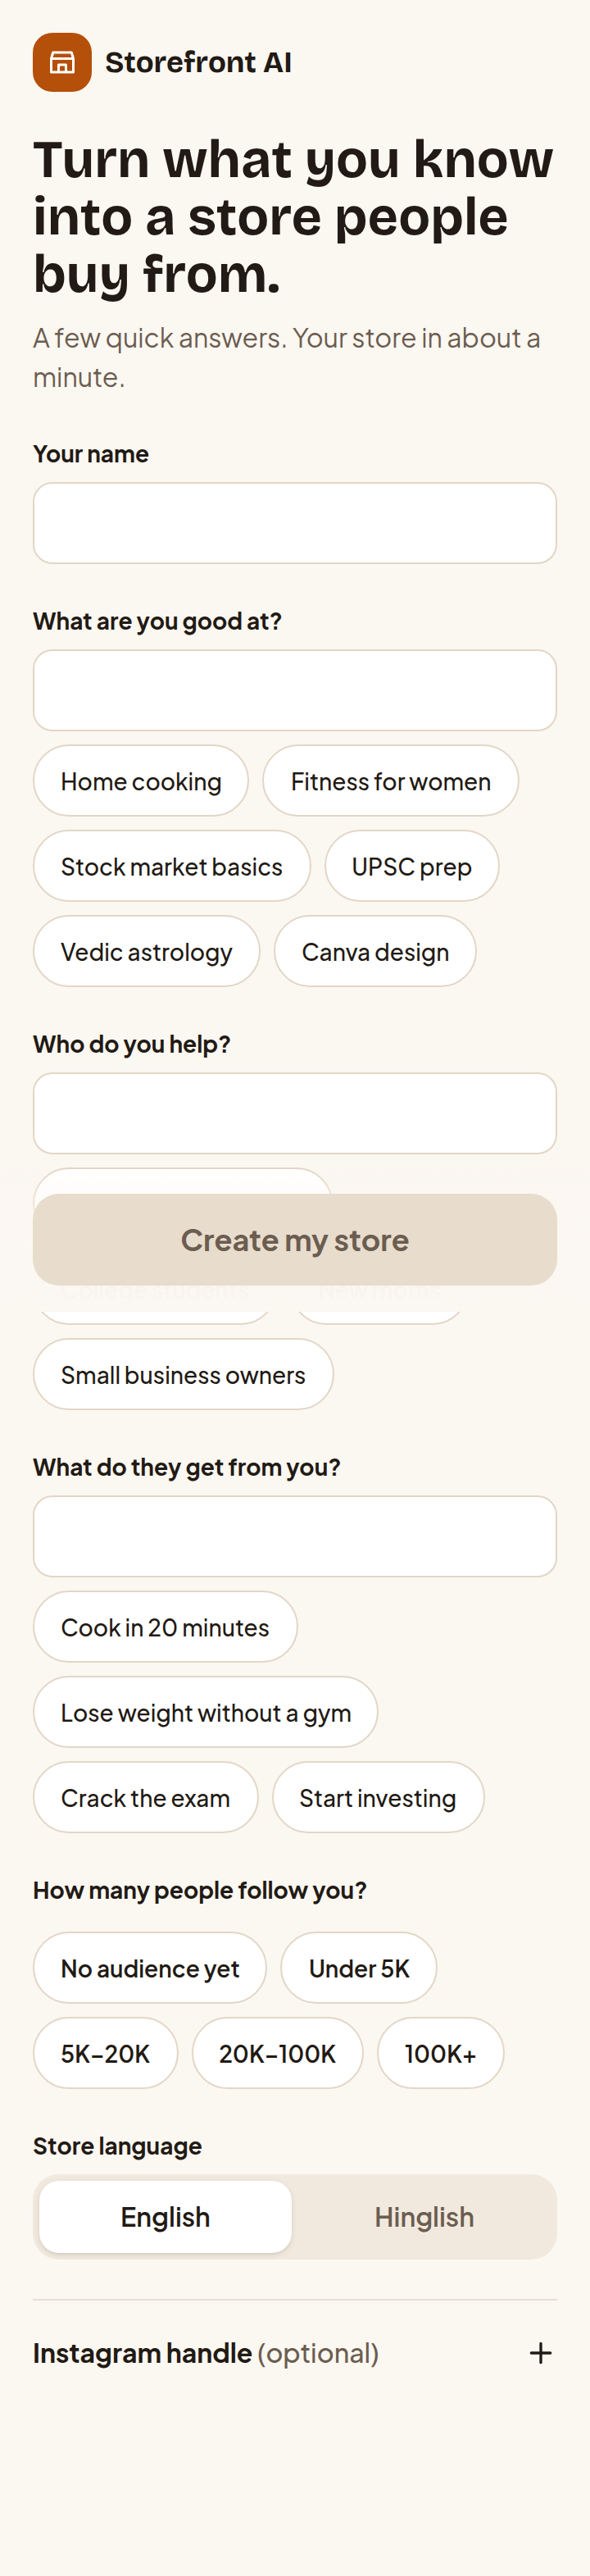 Storefront AI
Turn what you know
into a store people
buy from.
A few quick answers. Your store in about a
minute.
Your name
What are you good at?
Home cooking
Fitness for women
Stock market basics
UPSC prep
Vedic astrology
Canva design
Who do you help?
Create my store
College students
New moms
Small business owners
What do they get from you?
Cook in 20 minutes
Lose weight without a gym
Crack the exam
Start investing
How many people follow you?
No audience yet
Under 5K
5K–20K
20K–100K
100K+
Store language
English
Hinglish
Instagram handle (optional)